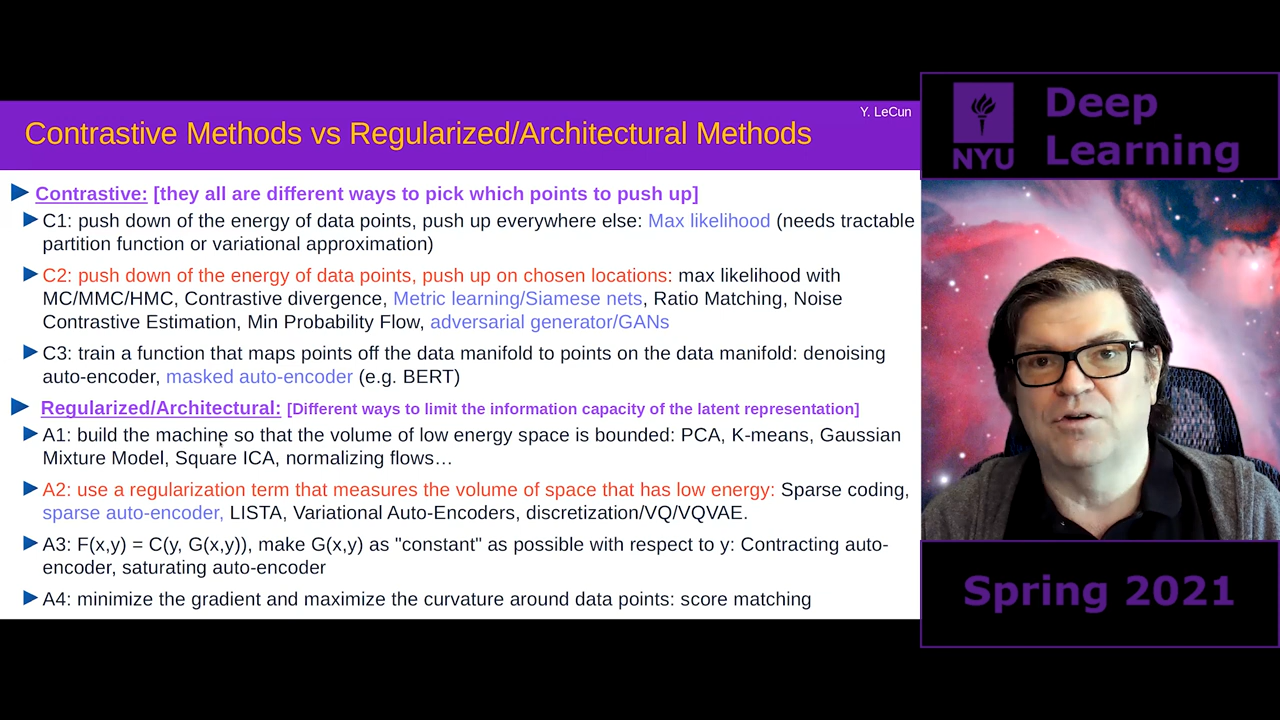 Y. LeCun
Contrastive Methods vs Regularized/Architectural Methods
Contrastive: [they all are different ways to pick which points to push up]
C1: push down of the energy of data points, push up everywhere else: Max likelihood (needs tractable
partition function or variational approximation)
C2: push down of the energy of data points, push up on chosen locations: max likelihood with
MC/MMC/HMC, Contrastive divergence, Metric learning/Siamese nets, Ratio Matching, Noise
Contrastive Estimation, Min Probability Flow, adversarial generator/GANs
C3: train a function that maps points off the data manifold to points on the data manifold: denoising
auto-encoder, masked auto-encoder (e.g. BERT)
Regularized/Architectural: [Different ways to limit the information capacity of the latent representation]
A1: build the machine so that the volume of low energy space is bounded: PCA, K-means, Gaussian
Mixture Model, Square ICA, normalizing flows…
A2: use a regularization term that measures the volume of space that has low energy: Sparse coding,
sparse auto-encoder, LISTA, Variational Auto-Encoders, discretization/VQ/VQVAE.
A3: F(x,y) = C(y, G(x,y)), make G(x,y) as "constant" as possible with respect to y: Contracting auto-
encoder, saturating auto-encoder
A4: minimize the gradient and maximize the curvature around data points: score matching
NYU
Deep
Learning
Spring 2021